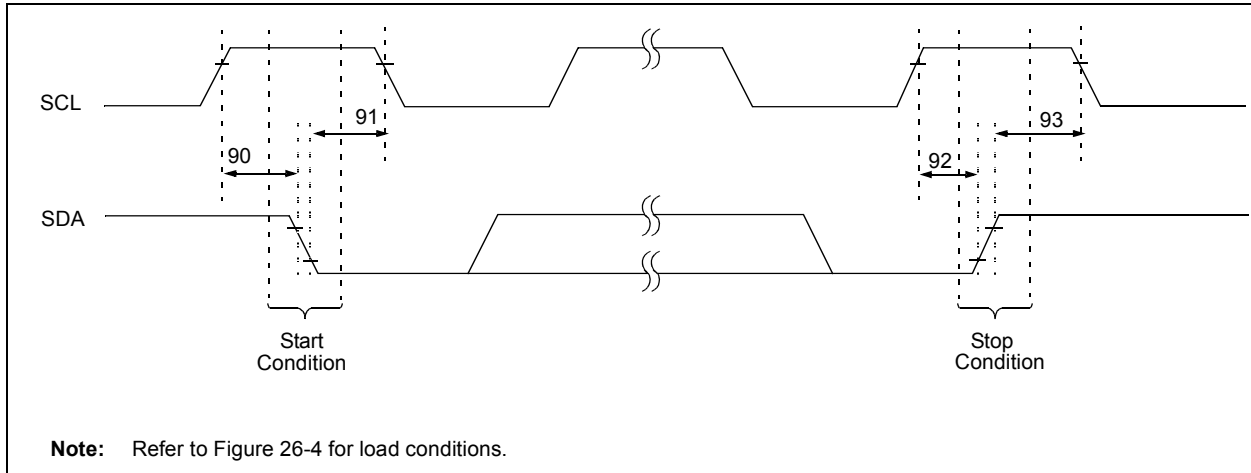 SCL
91
93
90
92
SDA
Start
Condition
Stop
Condition
Note: Refer to Figure 26-4 for load conditions.